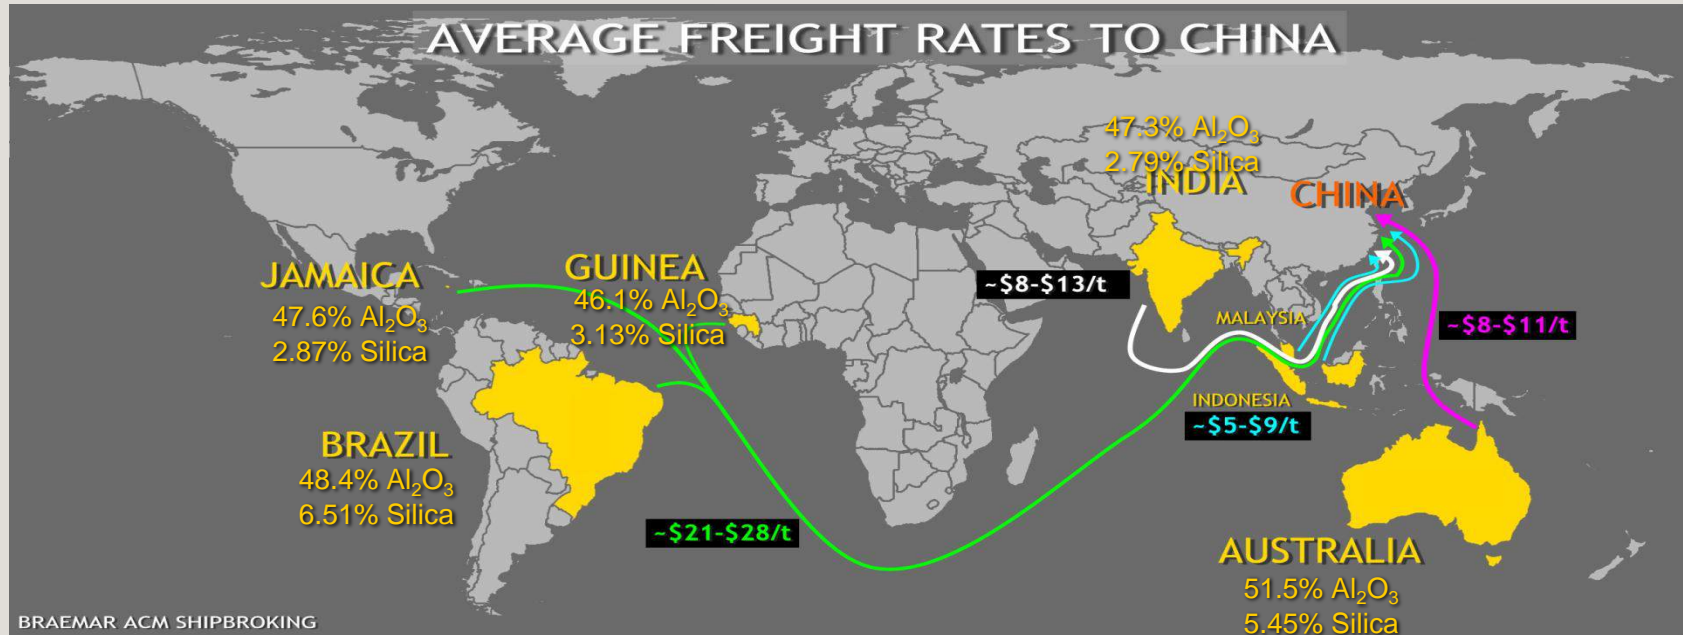 AVERAGE FREIGHT RATES TO CHINA
47.3% Al₂O₃
2.79% Silica
INDIA
CHINA
JAMAICA
47.6% Al₂O₃
2.87% Silica
GUINEA
46.1% Al₂O₃
3.13% Silica
~$8-$13/t
MALAYSIA
~$8-$11/t
INDONESIA
~$5-$9/t
BRAZIL
48.4% Al₂O₃
6.51% Silica
~$21-$28/t
AUSTRALIA
51.5% Al₂O₃
5.45% Silica
BRAEMAR ACM SHIPBROKING